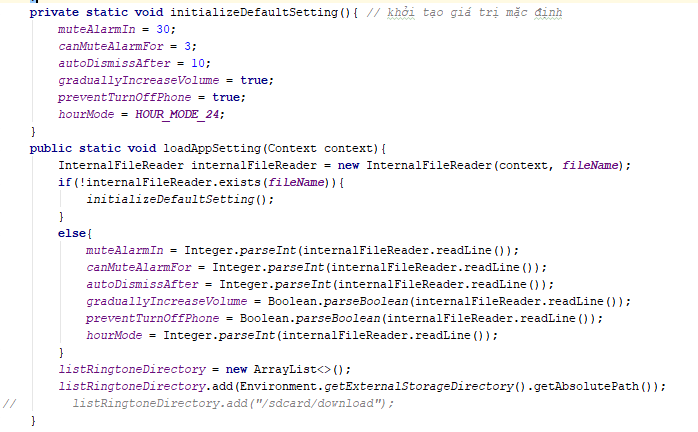 private static void initializeDefaultSetting(){ // khởi tạo giá trị mặc định
muteAlarmIn = 30;
canMuteAlarmFor = 3;
autoDismissAfter = 10;
graduallyIncreaseVolume = true;
preventTurnOffPhone = true;
hourMode = HOUR_MODE_24;
}
public static void loadAppSetting(Context context){
InternalFileReader internalFileReader = new InternalFileReader(context, fileName);
if(!internalFileReader.exists(fileName)){
initializeDefaultSetting();
}
else{
muteAlarmIn = Integer.parseInt(internalFileReader.readLine());
canMuteAlarmFor = Integer.parseInt(internalFileReader.readLine());
autoDismissAfter = Integer.parseInt(internalFileReader.readLine());
graduallyIncreaseVolume = Boolean.parseBoolean(internalFileReader.readLine());
preventTurnOffPhone = Boolean.parseBoolean(internalFileReader.readLine());
hourMode = Integer.parseInt(internalFileReader.readLine());
}
listRingtoneDirectory = new ArrayList<>();
listRingtoneDirectory.add(Environment.getExternalStorageDirectory().getAbsolutePath());
// listRingtoneDirectory.add("/sdcard/download");
}